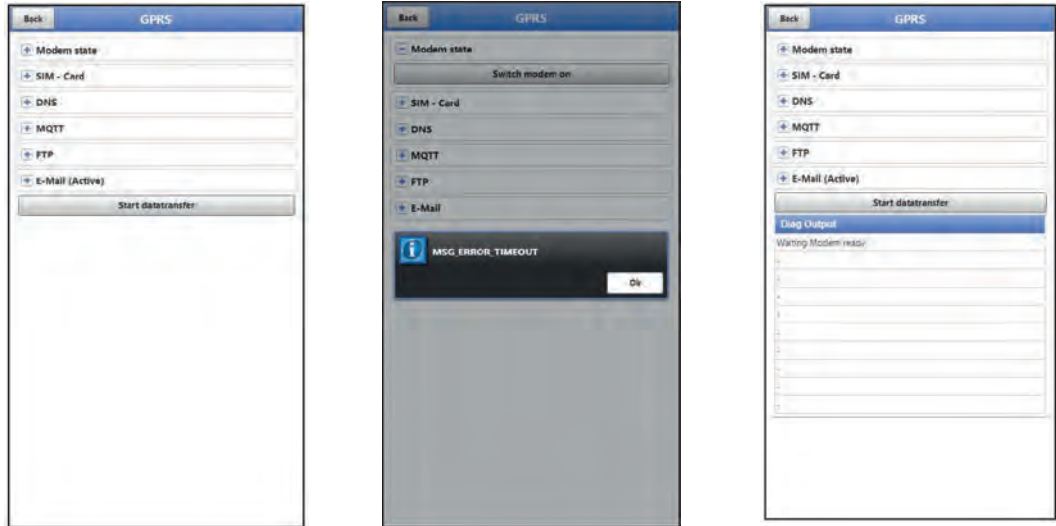 Back GPRS
Modem state
SIM - Card
DNS
MQTT
FTP
E-Mail (Active)
Start datatransfer
Back GPRS
Modem state
Switch modem on
SIM - Card
DNS
MQTT
FTP
E-Mail
MSG_ERROR_TIMEOUT
Ok
Back GPRS
Modem state
SIM - Card
DNS
MQTT
FTP
E-Mail (Active)
Start datatransfer
Diag Output
Waiting Modem ready
.
.
.
.
.
.
.
.
.